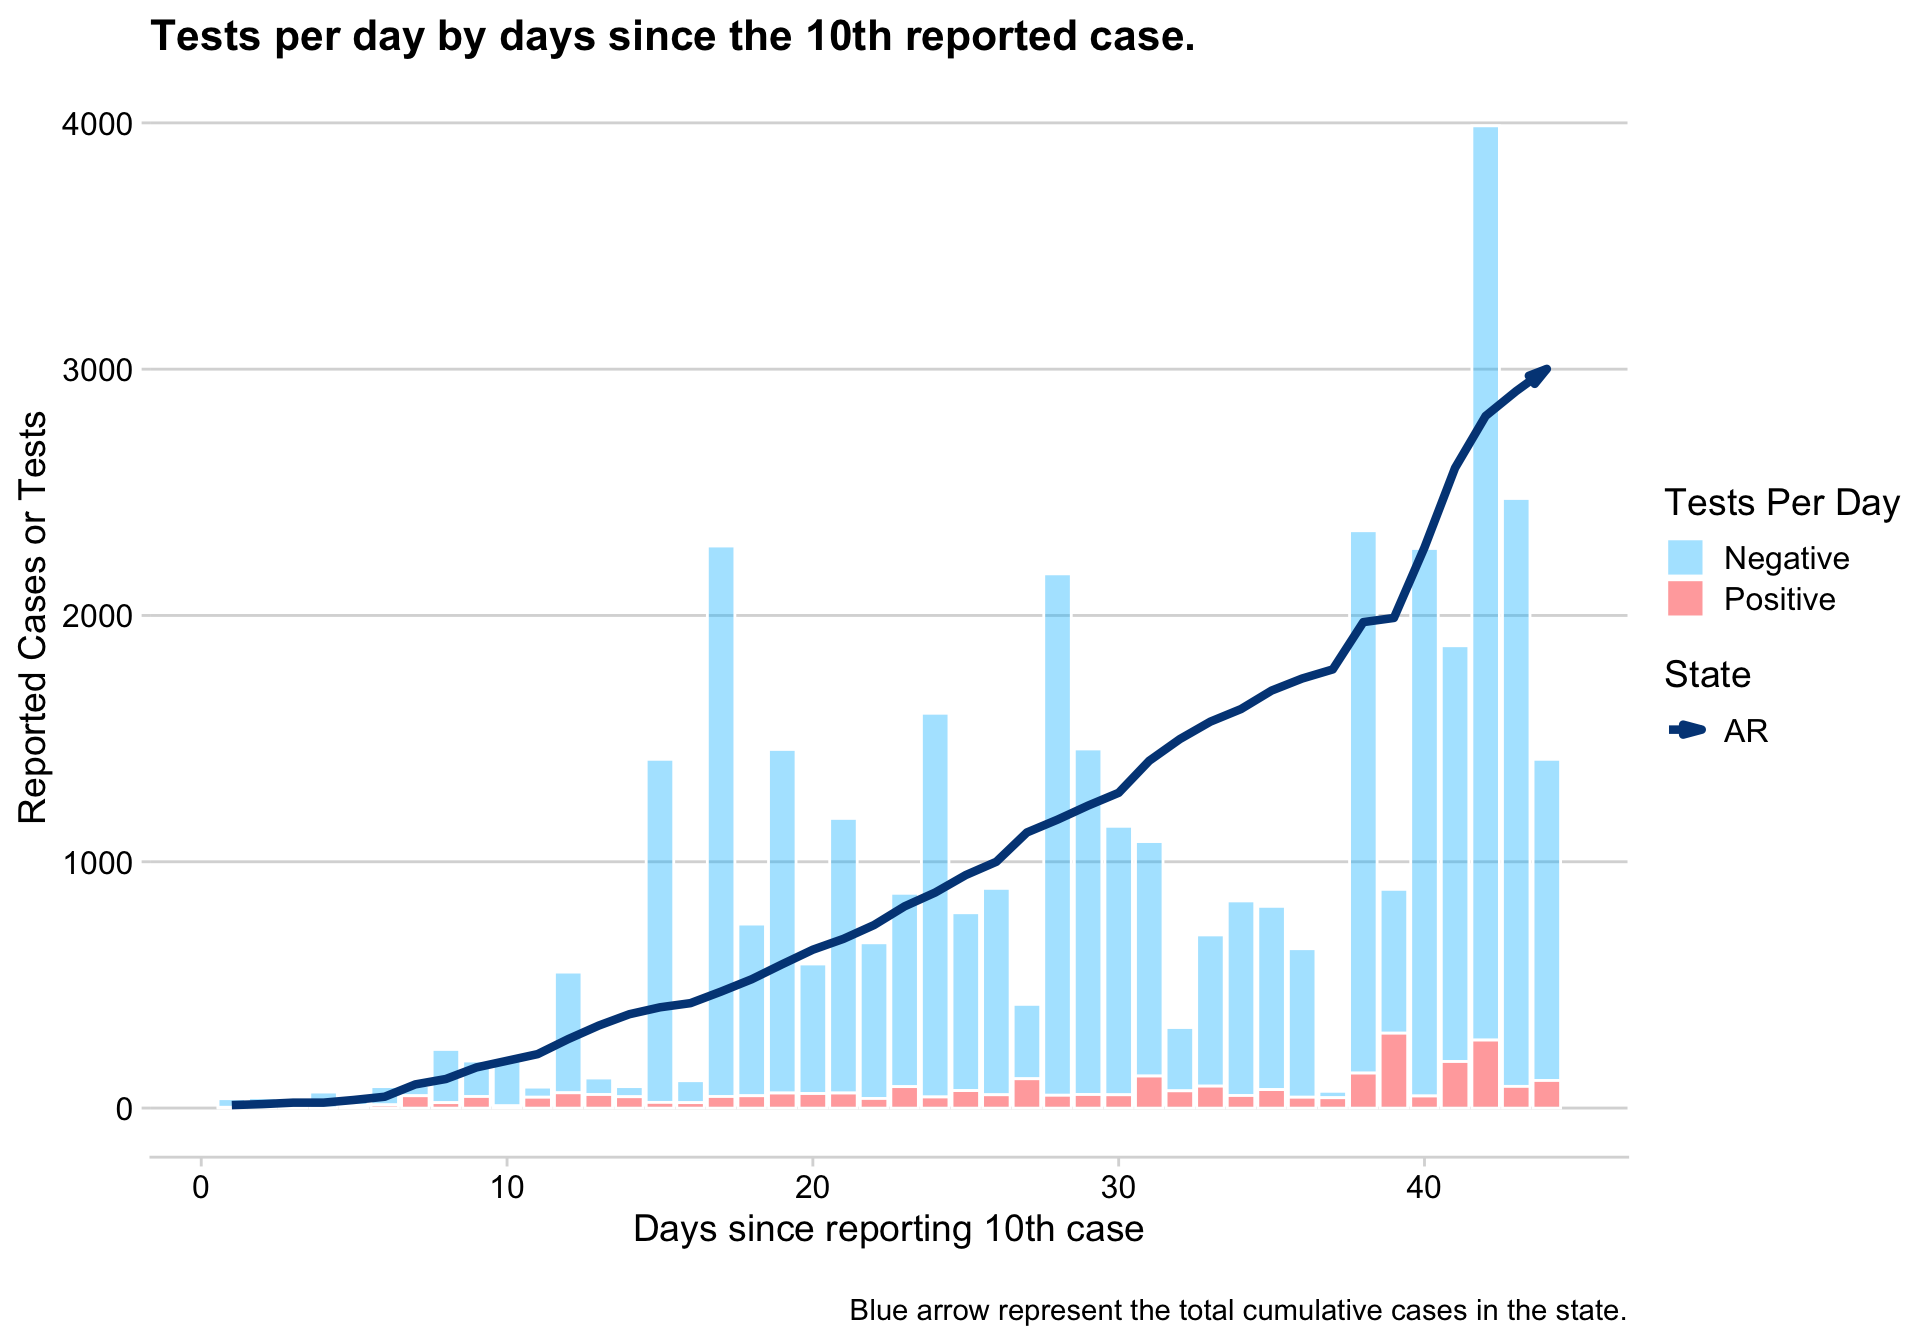 Tests per day by days since the 10th reported case.
4000
3000
2000
1000
0
Reported Cases or Tests
0 10 20 30 40
Days since reporting 10th case
Tests Per Day
Negative
Positive
State
AR
Blue arrow represent the total cumulative cases in the state.